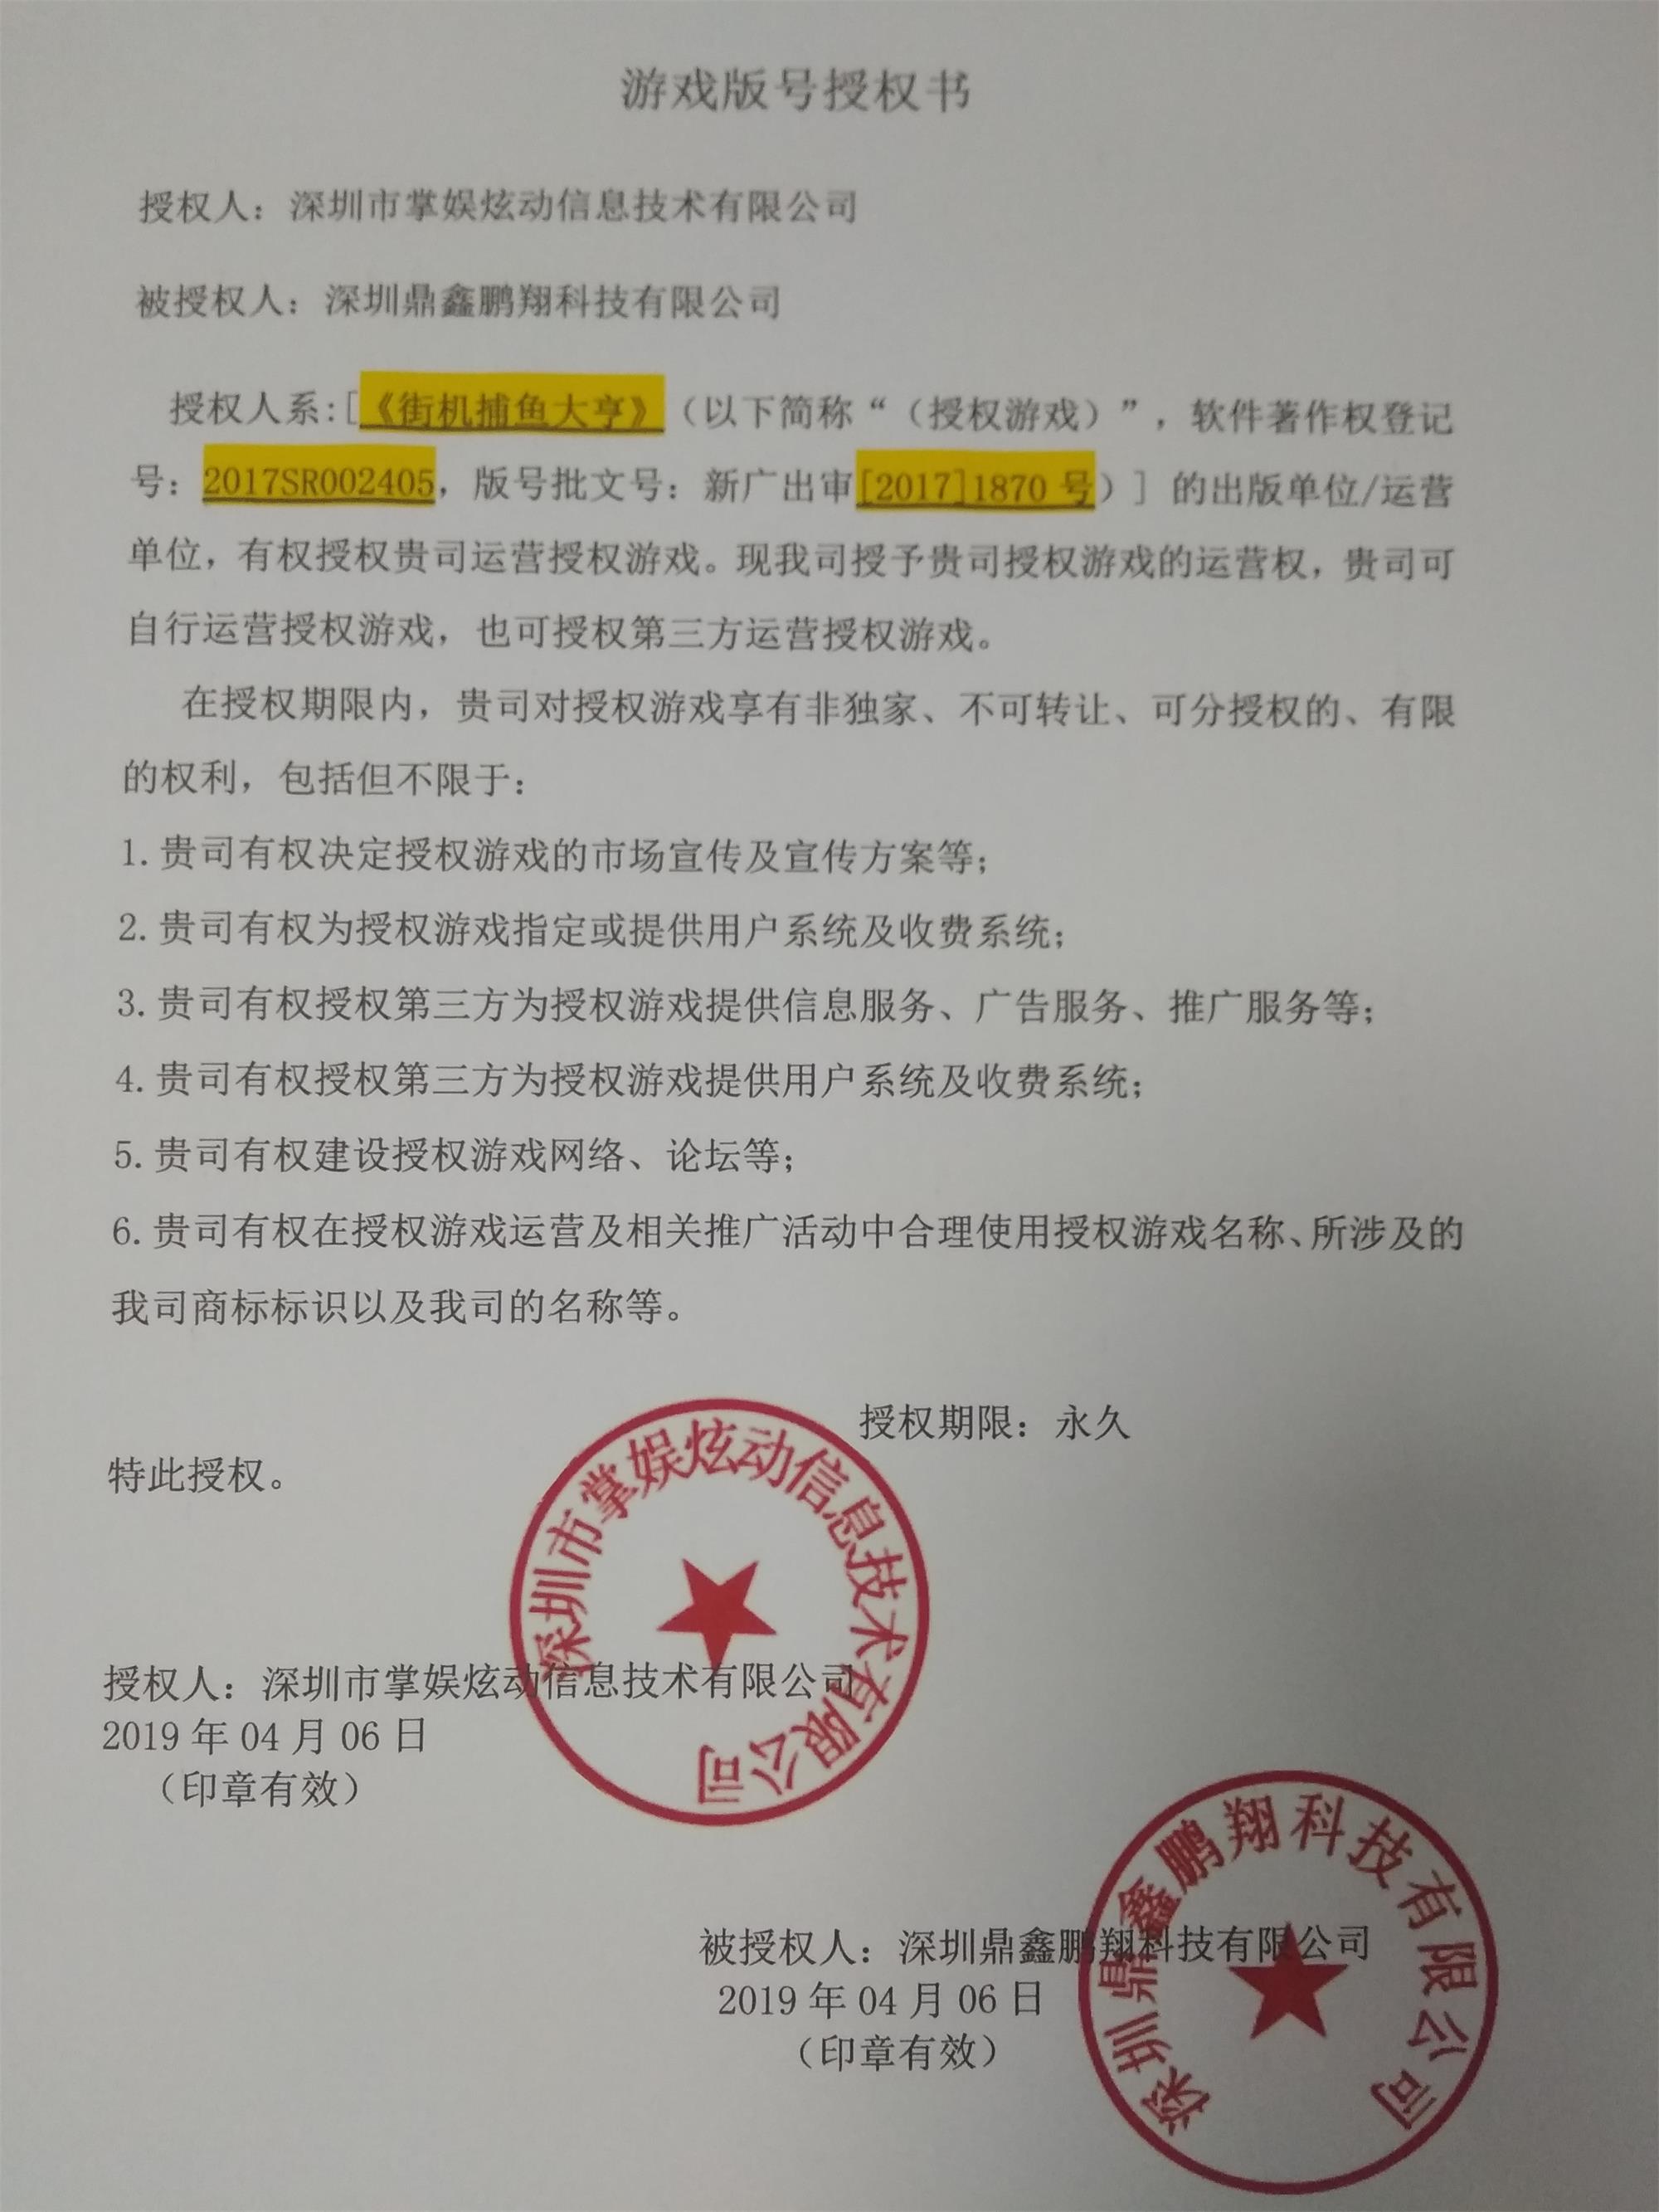 游戏版号授权书
授权人：深圳市掌娱炫动信息技术有限公司
被授权人：深圳鼎鑫鹏翔科技有限公司
授权人系:[《街机捕鱼大亨》（以下简称“（授权游戏）”，软件著作权登记
号：2017SR002405，版号批文号：新广出审[2017]1870 号）] 的出版单位/运营
单位，有权授权贵司运营授权游戏。现我司授予贵司授权游戏的运营权，贵司可
自行运营授权游戏，也可授权第三方运营授权游戏。
在授权期限内，贵司对授权游戏享有非独家、不可转让、可分授权的、有限
的权利，包括但不限于：
1. 贵司有权决定授权游戏的市场宣传及宣传方案等；
2. 贵司有权为授权游戏指定或提供用户系统及收费系统；
3. 贵司有权授权第三方为授权游戏提供信息服务、广告服务、推广服务等；
4. 贵司有权授权第三方为授权游戏提供用户系统及收费系统；
5. 贵司有权建设授权游戏网络、论坛等；
6. 贵司有权在授权游戏运营及相关推广活动中合理使用授权游戏名称、所涉及的
我司商标标识以及我司的名称等。
授权期限：永久
特此授权。
深圳市掌娱炫动信息技术有限公司
授权人：深圳市掌娱炫动信息技术有限公司
2019 年 04 月 06 日
（印章有效）
深圳鼎鑫鹏翔科技有限公司
被授权人：深圳鼎鑫鹏翔科技有限公司
2019 年 04 月 06 日
（印章有效）